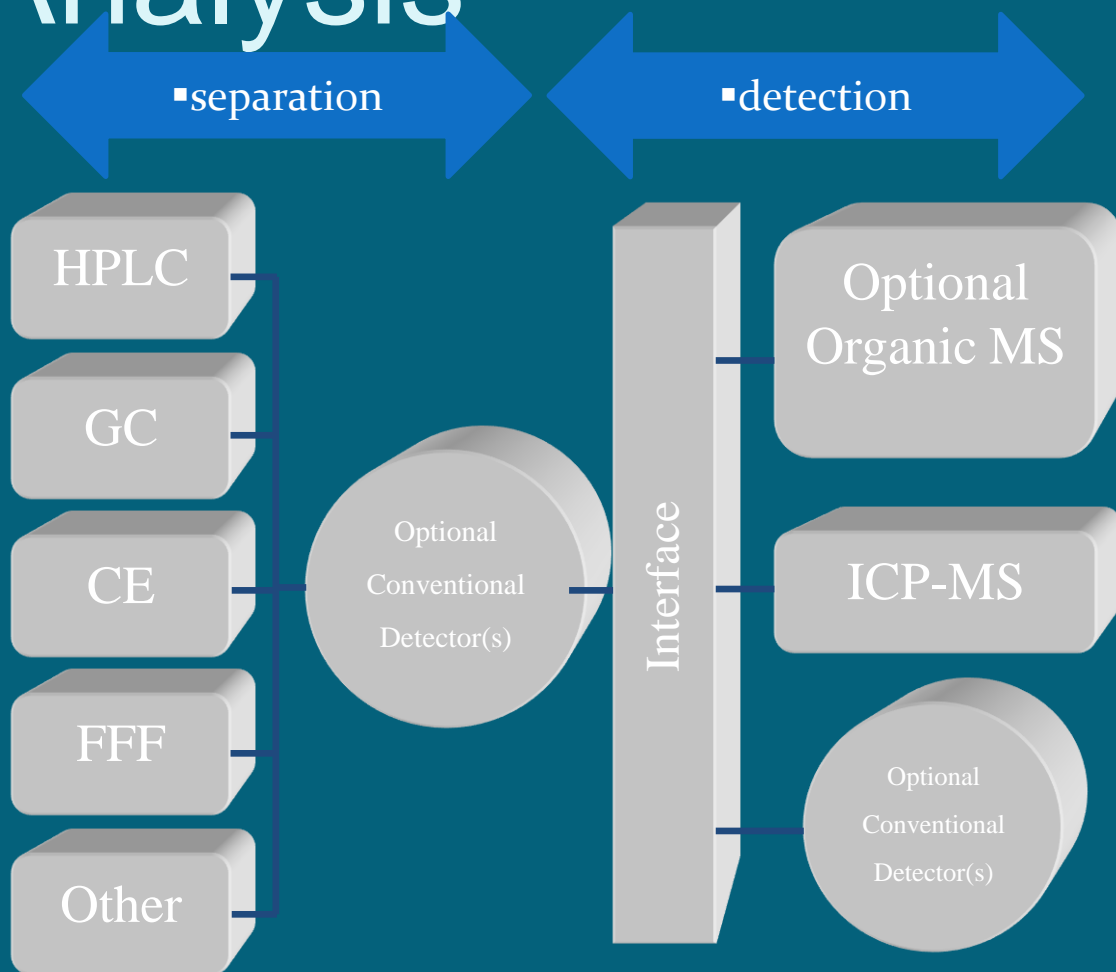 Analysis
▪separation
▪detection
HPLC
GC
CE
FFF
Other
Optional
Conventional
Detector(s)
Interface
Optional
Organic MS
ICP-MS
Optional
Conventional
Detector(s)